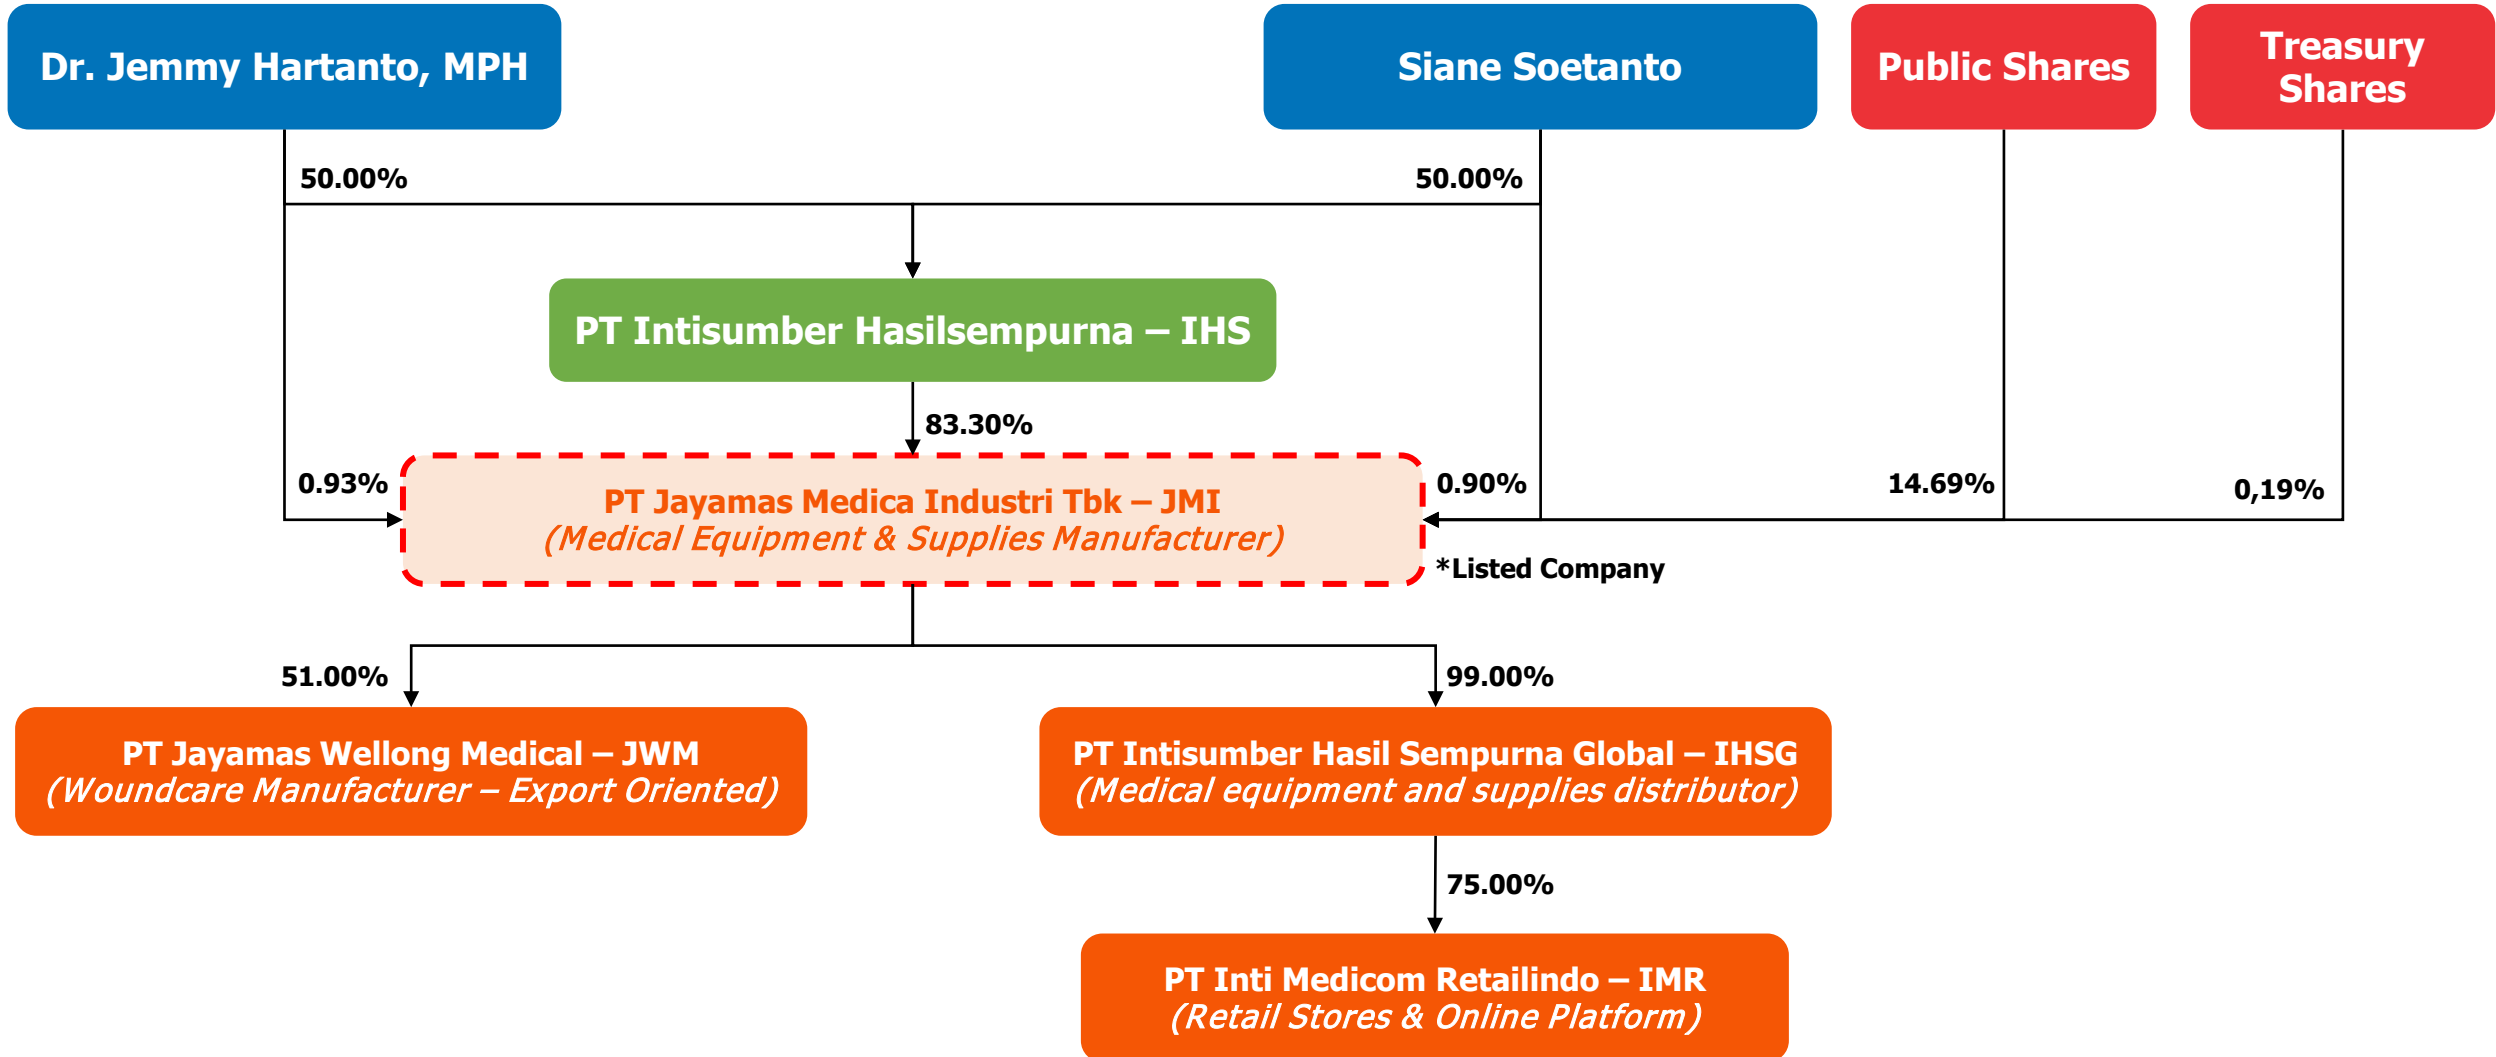 Dr. Jemmy Hartanto, MPH
Siane Soetanto
Public Shares
Treasury
Shares
50.00%
50.00%
PT Intisumber Hasilsempurna – IHS
83.30%
0.93%
0.90%
14.69%
0,19%
PT Jayamas Medica Industri Tbk – JMI
(Medical Equipment & Supplies Manufacturer)
*Listed Company
51.00%
99.00%
PT Jayamas Wellong Medical – JWM
(Woundcare Manufacturer – Export Oriented)
PT Intisumber Hasil Sempurna Global – IHSG
(Medical equipment and supplies distributor)
75.00%
PT Inti Medicom Retailindo – IMR
(Retail Stores & Online Platform)